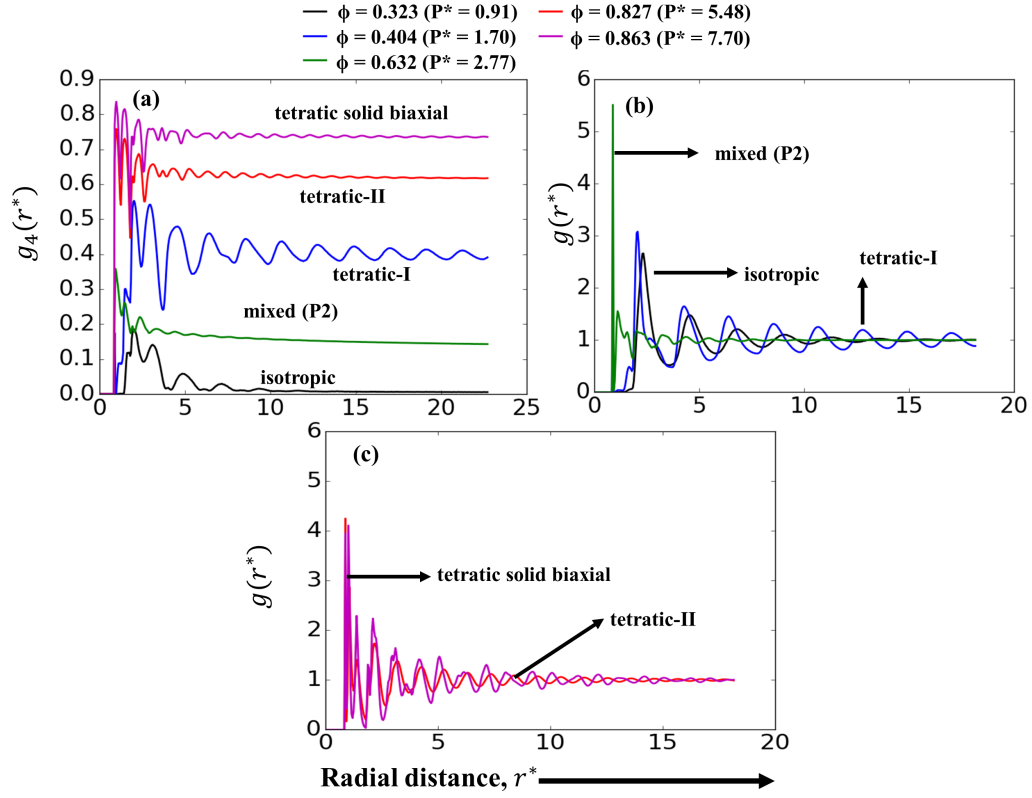 ϕ = 0.323 (P* = 0.91) ϕ = 0.827 (P* = 5.48)
ϕ = 0.404 (P* = 1.70) ϕ = 0.863 (P* = 7.70)
ϕ = 0.632 (P* = 2.77)
(a)
g₄(r*)
0.9
0.8
0.7
0.6
0.5
0.4
0.3
0.2
0.1
0.0
tetratic solid biaxial
tetratic-II
tetratic-I
mixed (P2)
isotropic
0 5 10 15 20 25
(b)
g(r*)
6
5
4
3
2
1
0
mixed (P2)
tetratic-I
isotropic
0 5 10 15 20
(c)
g(r*)
6
5
4
3
2
1
0
tetratic solid biaxial
tetratic-II
0 5 10 15 20
Radial distance, r*